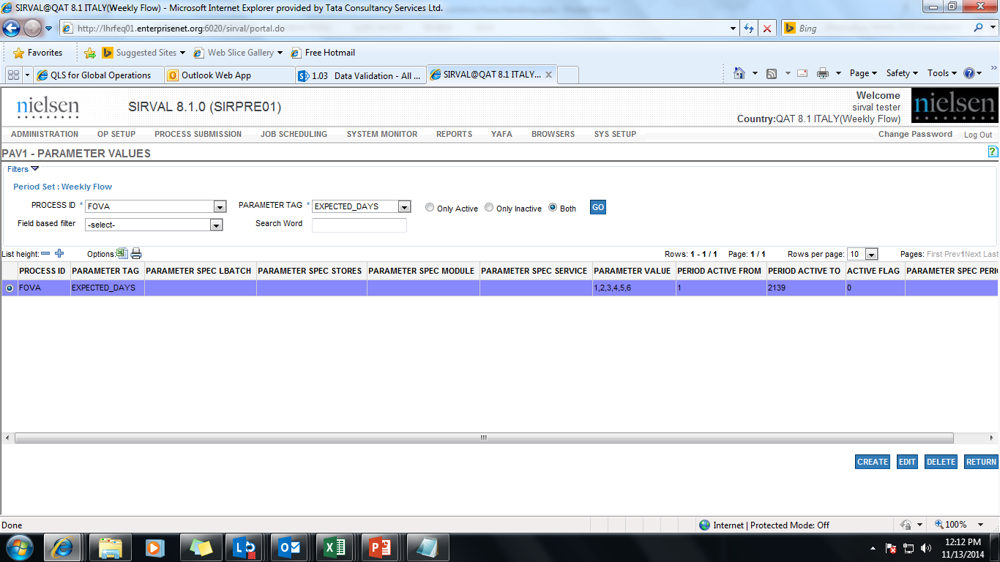 SIRVAL@QAT 8.1 ITALY(Weekly Flow) - Microsoft Internet Explorer provided by Tata Consultancy Services Ltd.
http://lhrfeq01.enterprisenet.org:6020/sirval/portal.do
Bing
Favorites Suggested Sites Web Slice Gallery Free Hotmail
QLS for Global Operations Outlook Web App 1.03 Data Validation - All ... SIRVAL@QAT 8.1 ITALY... Page Safety Tools
nielsen SIRVAL 8.1.0 (SIRPRE01) Welcome nielsen
sirval tester
Country:QAT 8.1 ITALY(Weekly Flow)
ADMINISTRATION OP SETUP PROCESS SUBMISSION JOB SCHEDULING SYSTEM MONITOR REPORTS YAFA BROWSERS SYS SETUP Change Password Log Out
PAV1 - PARAMETER VALUES
Filters
Period Set : Weekly Flow
PROCESS ID * FOVA PARAMETER TAG * EXPECTED_DAYS Only Active Only Inactive Both GO
Field based filter -select- Search Word
List height: Options: Rows: 1 - 1 / 1 Page: 1 / 1 Rows per page: 10 Pages: First Prev1Next Last
PROCESS ID PARAMETER TAG PARAMETER SPEC LBATCH PARAMETER SPEC STORES PARAMETER SPEC MODULE PARAMETER SPEC SERVICE PARAMETER VALUE PERIOD ACTIVE FROM PERIOD ACTIVE TO ACTIVE FLAG PARAMETER SPEC PERI
FOVA EXPECTED_DAYS 1,2,3,4,5,6 1 2139 0
CREATE EDIT DELETE RETURN
Done Internet | Protected Mode: Off 100%
12:12 PM
11/13/2014